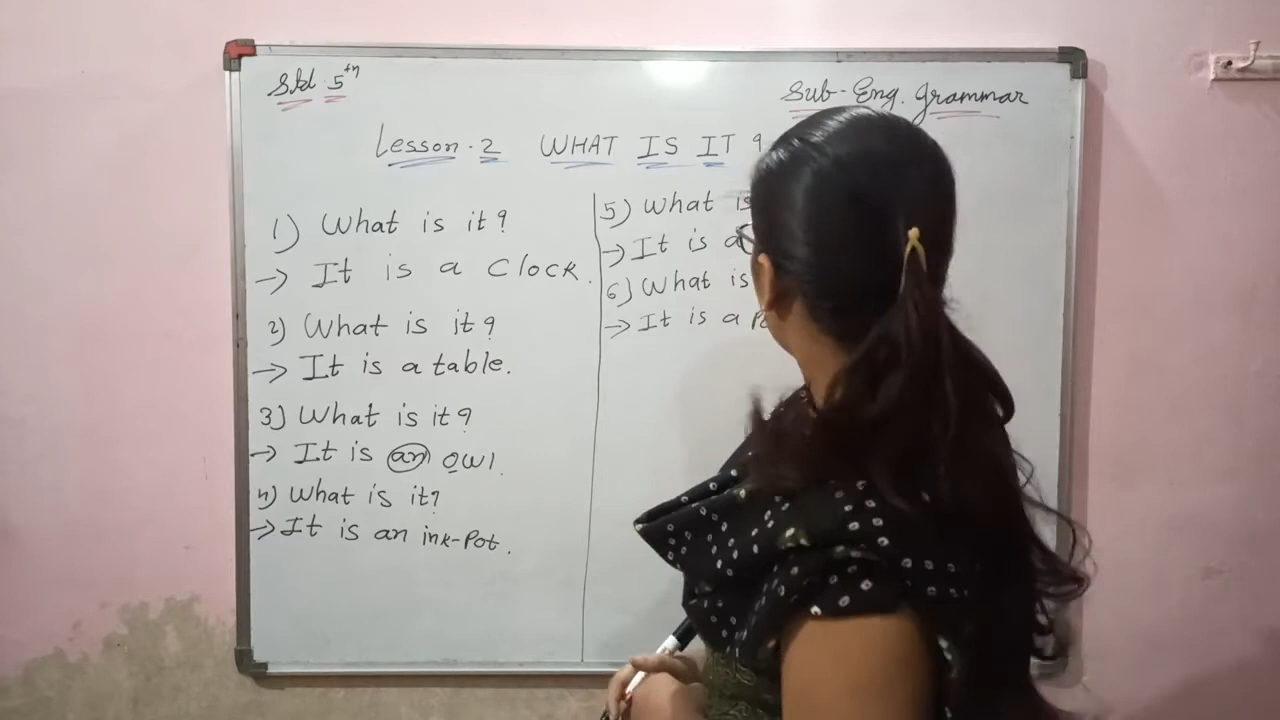 Std. 5th
Sub- Eng. Grammar
Lesson. 2 WHAT IS IT ?
1) What is it?
→ It is a Clock.
2) What is it?
→ It is a table.
3) What is it?
→ It is an owl.
4) What is it?
→ It is an ink-Pot.
5) What is
→ It is a
6) What is
→ It is a